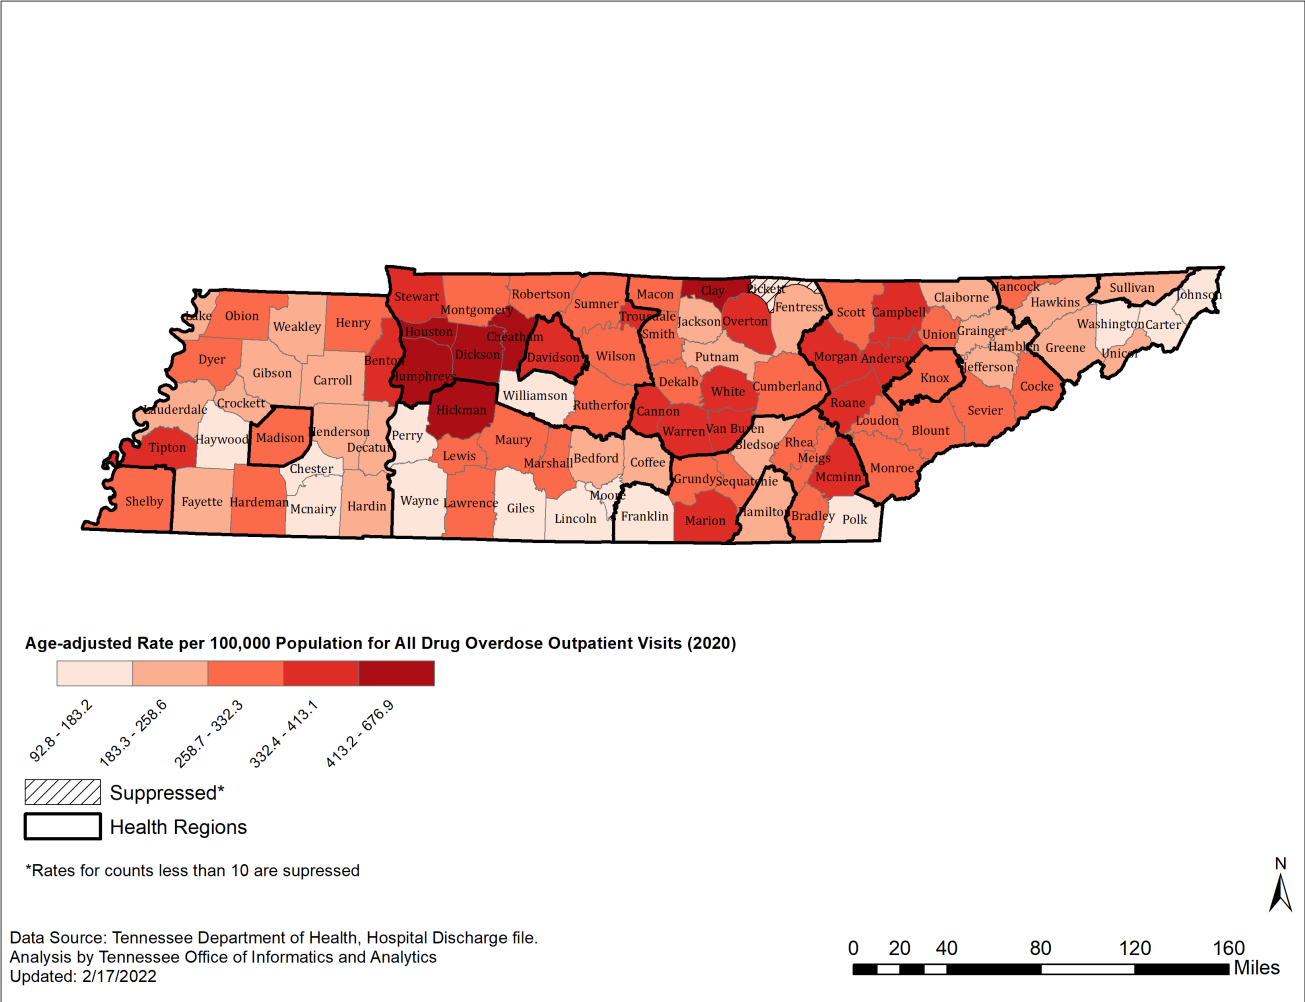 Stewart
Montgomery
Robertson
Sumner
Macon
Clay
Pickett
Fentress
Scott
Campbell
Claiborne
Hancock
Hawkins
Sullivan
Johnson
Lake
Obion
Weakley
Henry
Houston
Cheatham
Trousdale
Smith
Jackson
Overton
Union
Grainger
Hamblen
Greene
Washington
Carter
Unicoi
Dyer
Gibson
Carroll
Benton
Humphreys
Dickson
Davidson
Wilson
Putnam
Morgan
Anderson
Knox
Jefferson
Cocke
Lauderdale
Crockett
Hickman
Williamson
Rutherford
Dekalb
White
Cumberland
Roane
Loudon
Blount
Sevier
Tipton
Haywood
Madison
Henderson
Decatur
Perry
Lewis
Maury
Marshall
Bedford
Coffee
Cannon
Warren
Van Buren
Bledsoe
Rhea
Meigs
Mcminn
Monroe
Shelby
Fayette
Hardeman
Chester
Mcnairy
Hardin
Wayne
Lawrence
Giles
Lincoln
Moore
Franklin
Grundy
Sequatchie
Marion
Hamilton
Bradley
Polk
Age-adjusted Rate per 100,000 Population for All Drug Overdose Outpatient Visits (2020)
92.8 - 183.2
183.3 - 258.6
258.7 - 332.3
332.4 - 413.1
413.2 - 676.9
Suppressed*
Health Regions
*Rates for counts less than 10 are supressed
N
Data Source: Tennessee Department of Health, Hospital Discharge file.
Analysis by Tennessee Office of Informatics and Analytics
Updated: 2/17/2022
0 20 40 80 120 160
Miles